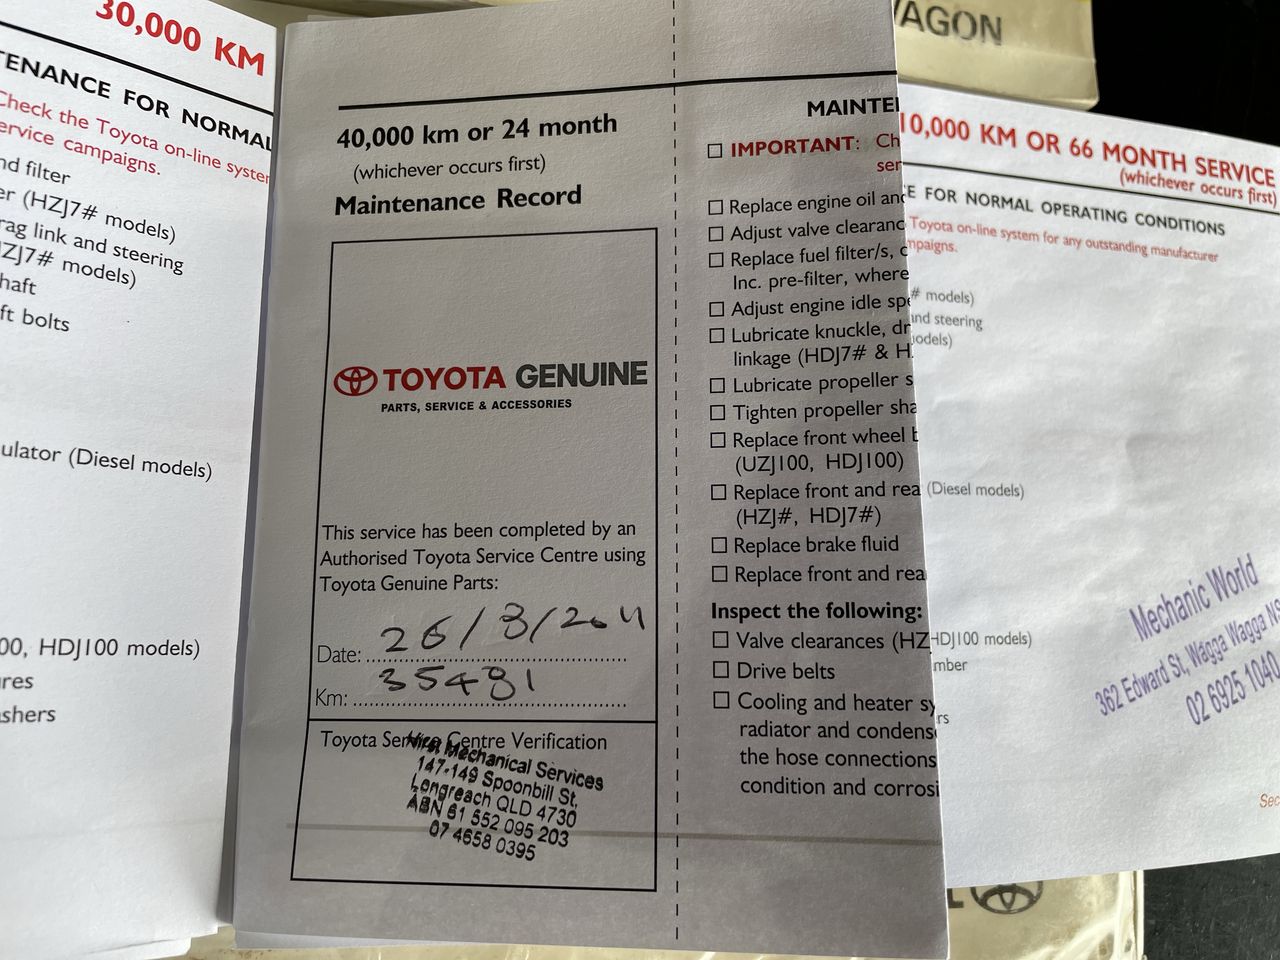 30,000 KM
TENANCE FOR NORMAL
Check the Toyota on-line system
ervice campaigns.
nd filter
er (HZJ7# models)
rag link and steering
ZJ7# models)
haft
ft bolts
ulator (Diesel models)
00, HDJ100 models)
res
shers
40,000 km or 24 month
(whichever occurs first)
Maintenance Record
TOYOTA GENUINE
PARTS, SERVICE & ACCESSORIES
This service has been completed by an
Authorised Toyota Service Centre using
Toyota Genuine Parts:
Date: 26/8/2011
Km: 35481
Toyota Service Centre Verification
Mechanical Services
147-149 Spoonbill St,
Longreach QLD 4730
ABN 61 552 095 203
07 4658 0395
MAINTE
☐ IMPORTANT: Ch
ser
☐ Replace engine oil and
☐ Adjust valve clearanc
☐ Replace fuel filter/s, c
Inc. pre-filter, where
☐ Adjust engine idle spe
☐ Lubricate knuckle, dr
linkage (HDJ7# & H
☐ Lubricate propeller s
☐ Tighten propeller sha
☐ Replace front wheel b
(UZJ100, HDJ100)
☐ Replace front and rea
(HZJ#, HDJ7#)
☐ Replace brake fluid
☐ Replace front and rea
Inspect the following:
☐ Valve clearances (HZ
☐ Drive belts
☐ Cooling and heater sy
radiator and condens
the hose connections
condition and corrosi
WAGON
10,000 KM OR 66 MONTH SERVICE
(whichever occurs first)
E FOR NORMAL OPERATING CONDITIONS
Toyota on-line system for any outstanding manufacturer
mpaigns.
# models)
and steering
models)
(Diesel models)
HDJ100 models)
mber
rs
Mechanic World
362 Edward St, Wagga Wagga NS
02 6925 1040
Sec